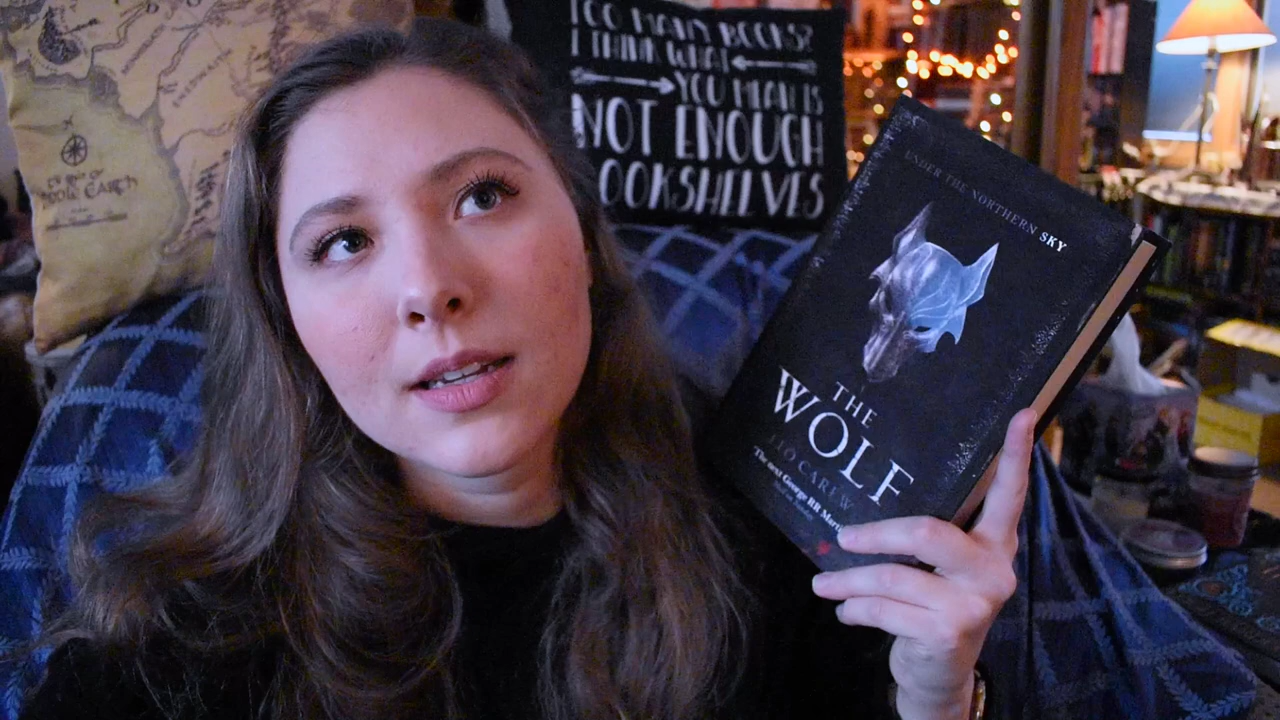 TOO MANY BOOKS?
I THINK WHAT
YOU MEAN IS
NOT ENOUGH
OOKSHELVES
MIDDLE EARTH
UNDER THE NORTHERN SKY
THE
WOLF
LEO CAREW
The next George RR Marti